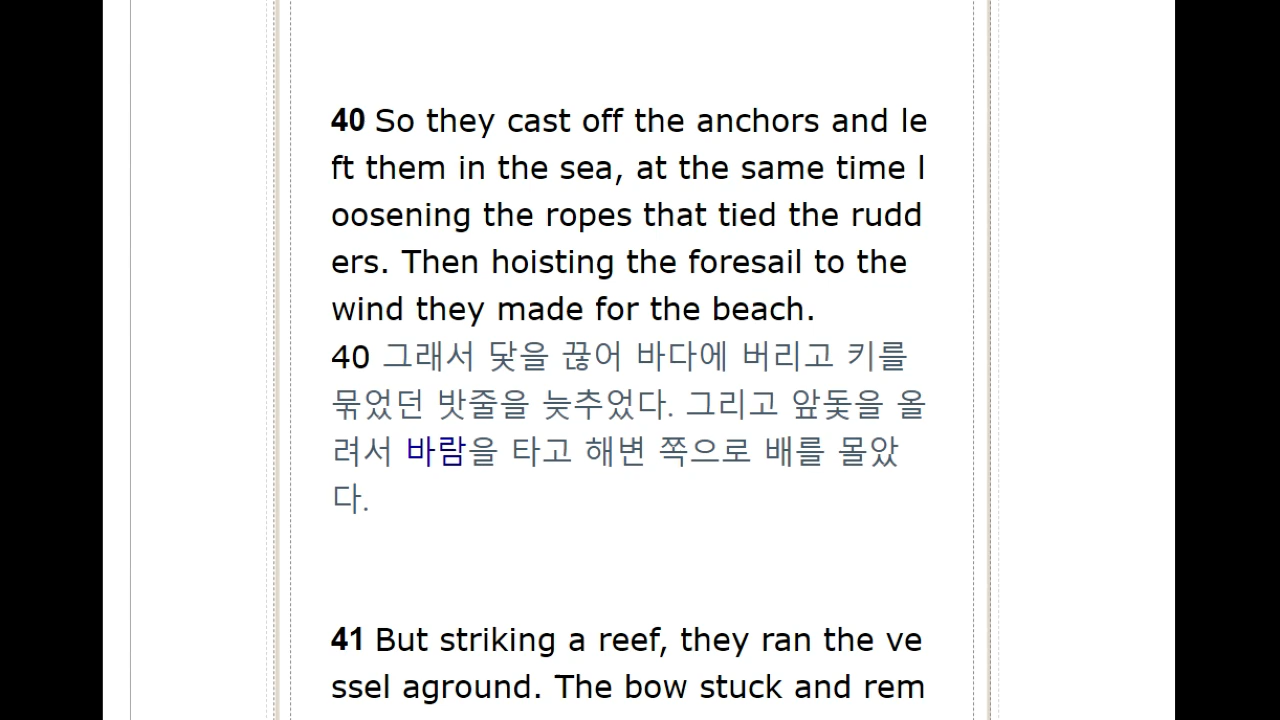 40 So they cast off the anchors and le
ft them in the sea, at the same time l
oosening the ropes that tied the rudd
ers. Then hoisting the foresail to the
wind they made for the beach.
40 그래서 닻을 끊어 바다에 버리고 키를
묶었던 밧줄을 늦추었다. 그리고 앞돛을 올
려서 바람을 타고 해변 쪽으로 배를 몰았
다.
41 But striking a reef, they ran the ve
ssel aground. The bow stuck and rem